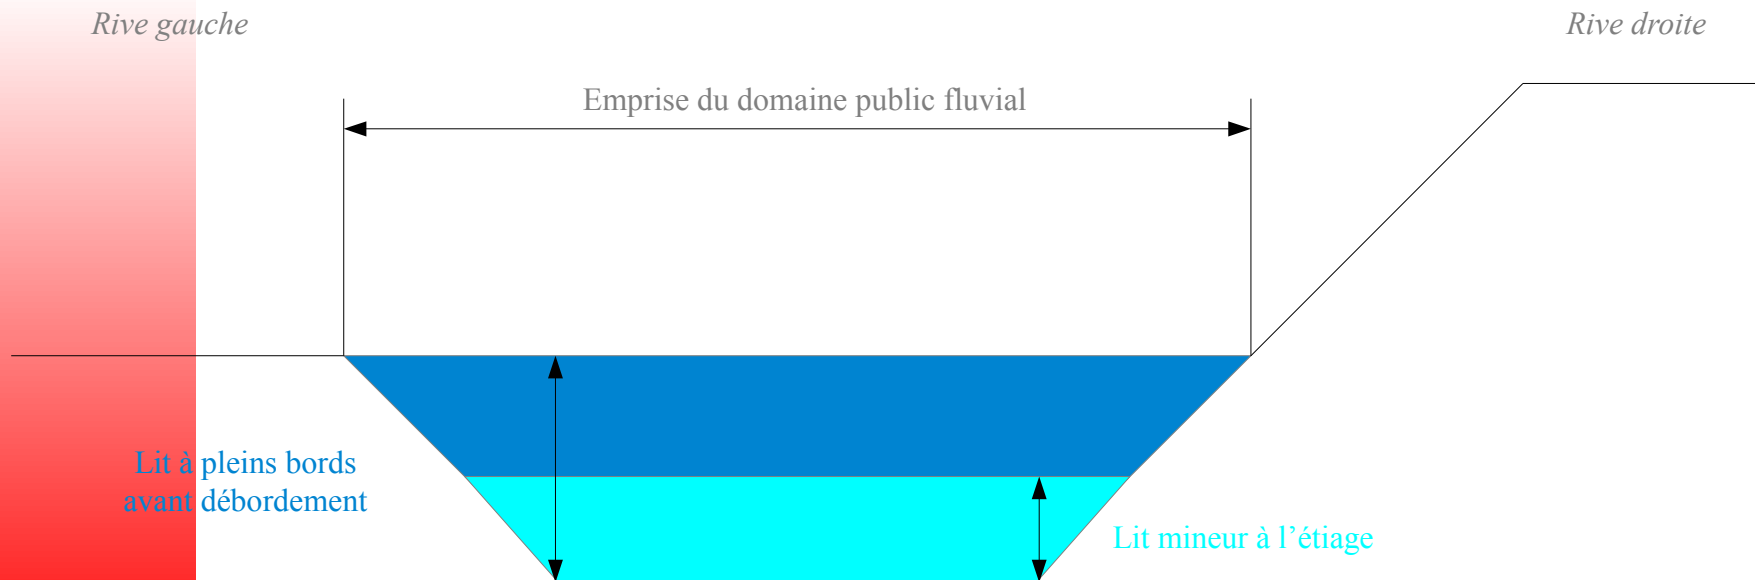 Rive gauche
Rive droite
Emprise du domaine public fluvial
Lit à pleins bords
avant débordement
Lit mineur à l’étiage